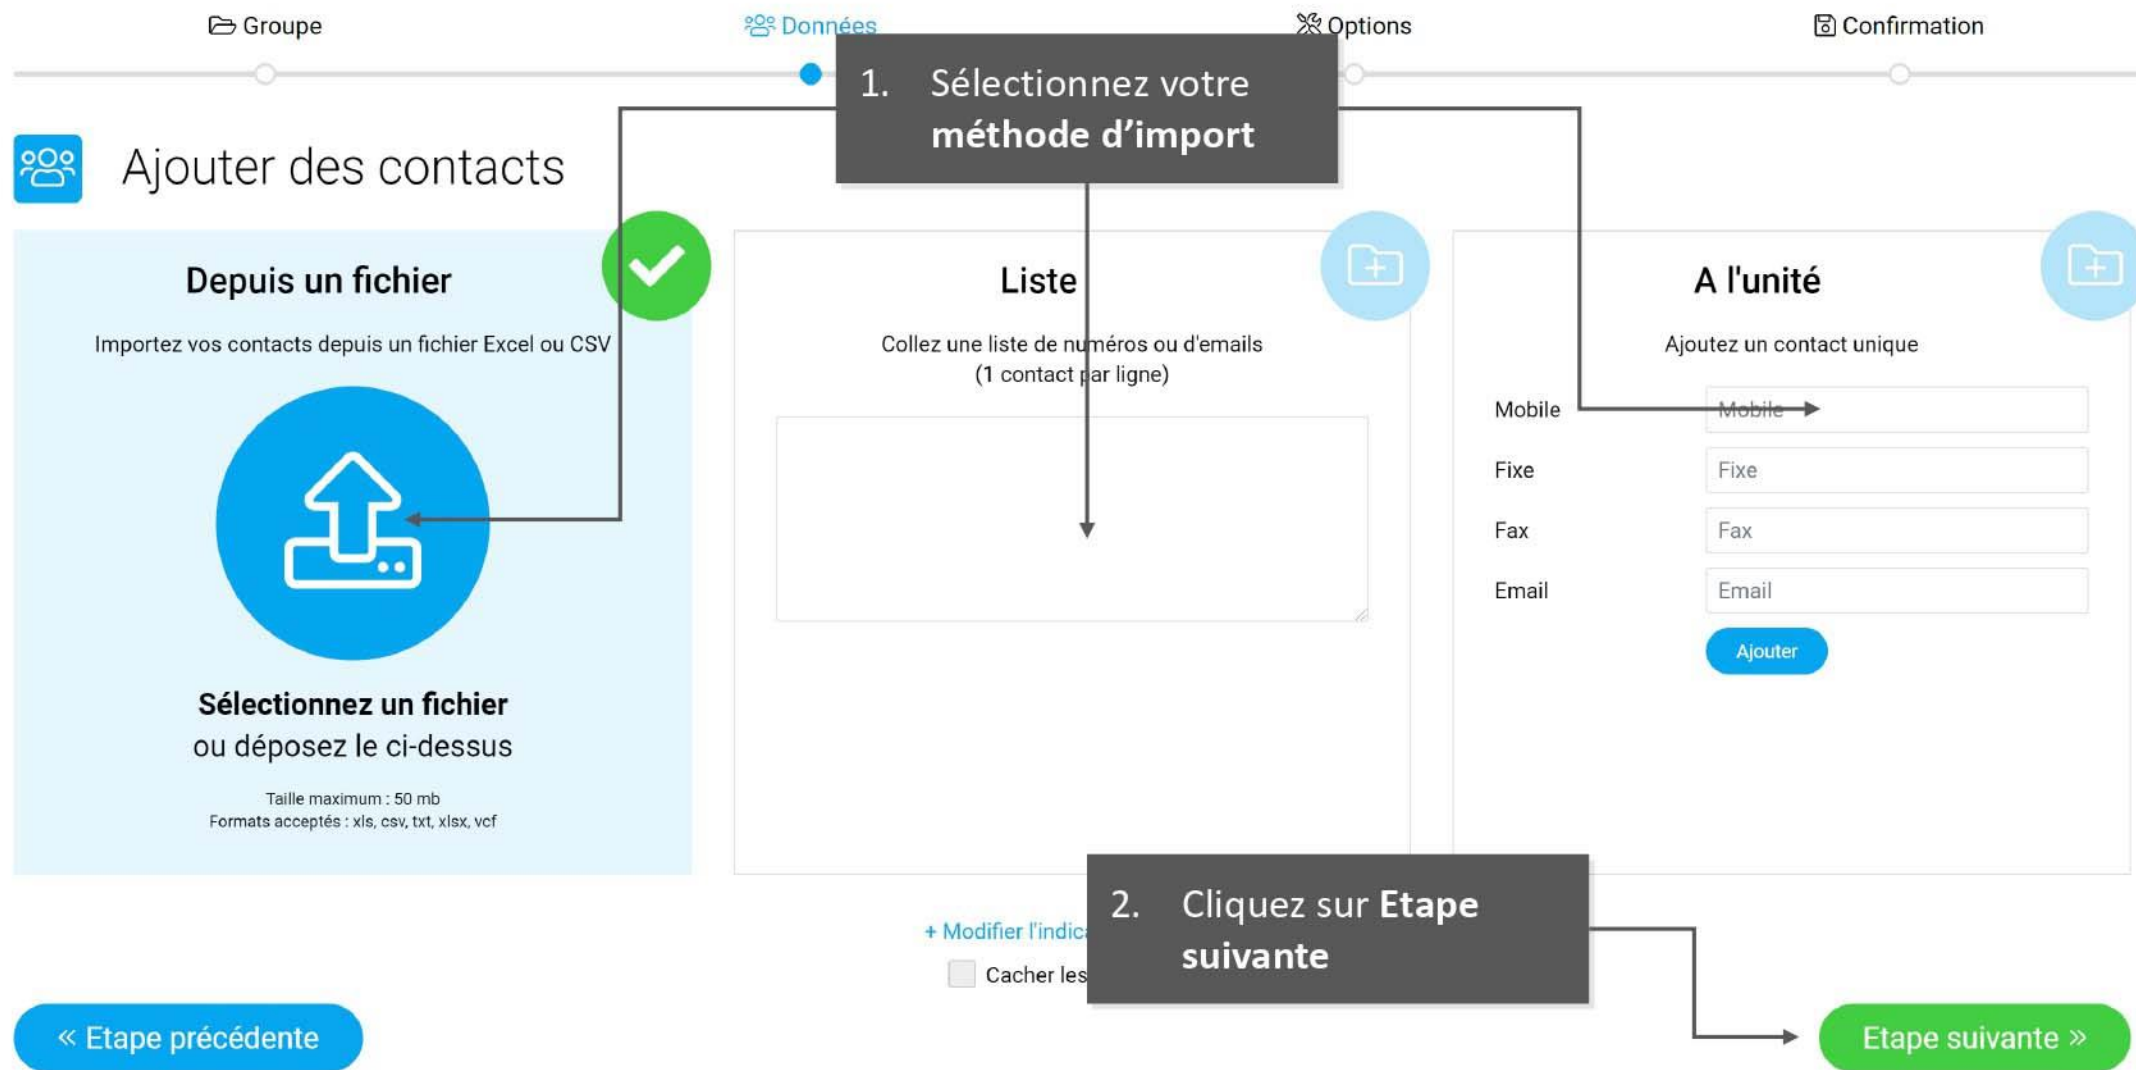 Groupe
Données
Options
Confirmation
1. Sélectionnez votre
méthode d’import
Ajouter des contacts
Depuis un fichier
Importez vos contacts depuis un fichier Excel ou CSV
Sélectionnez un fichier
ou déposez le ci-dessus
Taille maximum : 50 mb
Formats acceptés : xls, csv, txt, xlsx, vcf
Liste
Collez une liste de numéros ou d'emails
(1 contact par ligne)
A l'unité
Ajoutez un contact unique
Mobile Mobile
Fixe Fixe
Fax Fax
Email Email
Ajouter
+ Modifier l'indica
Cacher les
2. Cliquez sur Etape
suivante
« Etape précédente
Etape suivante »